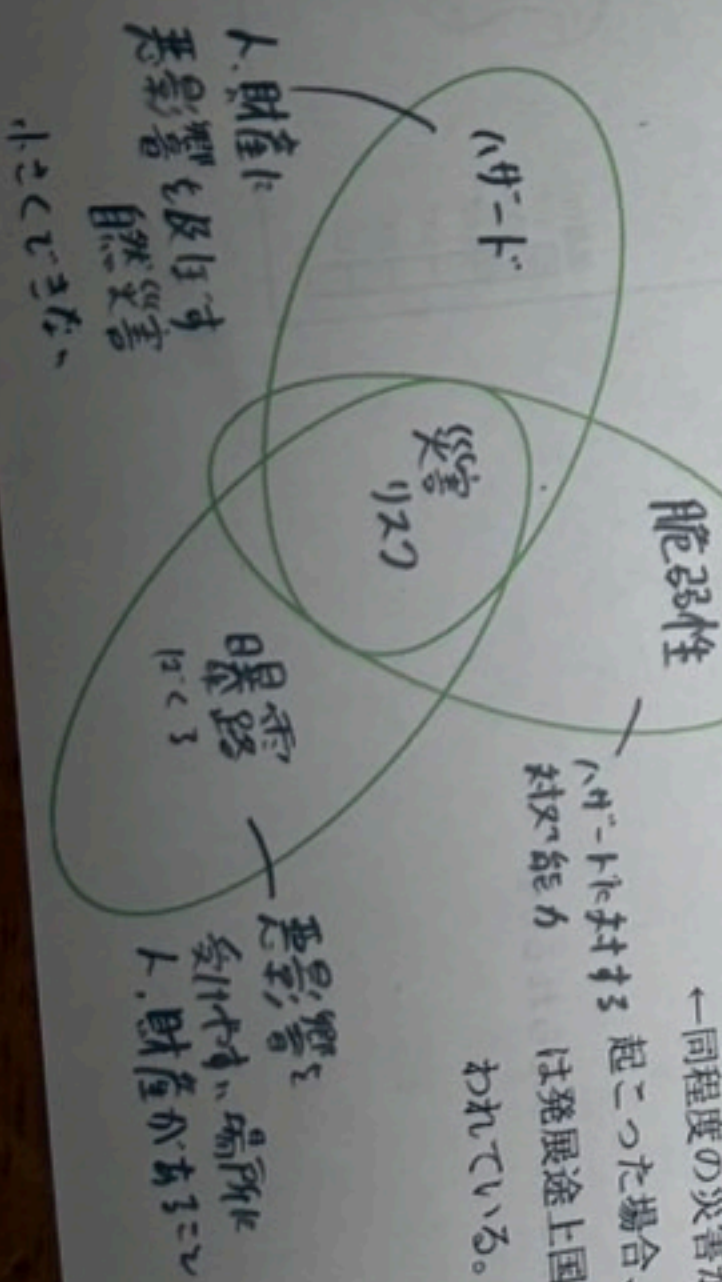 ハザード
人、財産に
悪影響を及ぼす
自然災害
小さくできない
脆弱性
ハザードに対する
対処能力
災害
リスク
曝露
ばくろ
悪影響を
受けやすい場所に
人、財産があること
←同程度の災害が
起こった場合
は発展途上国
われている。